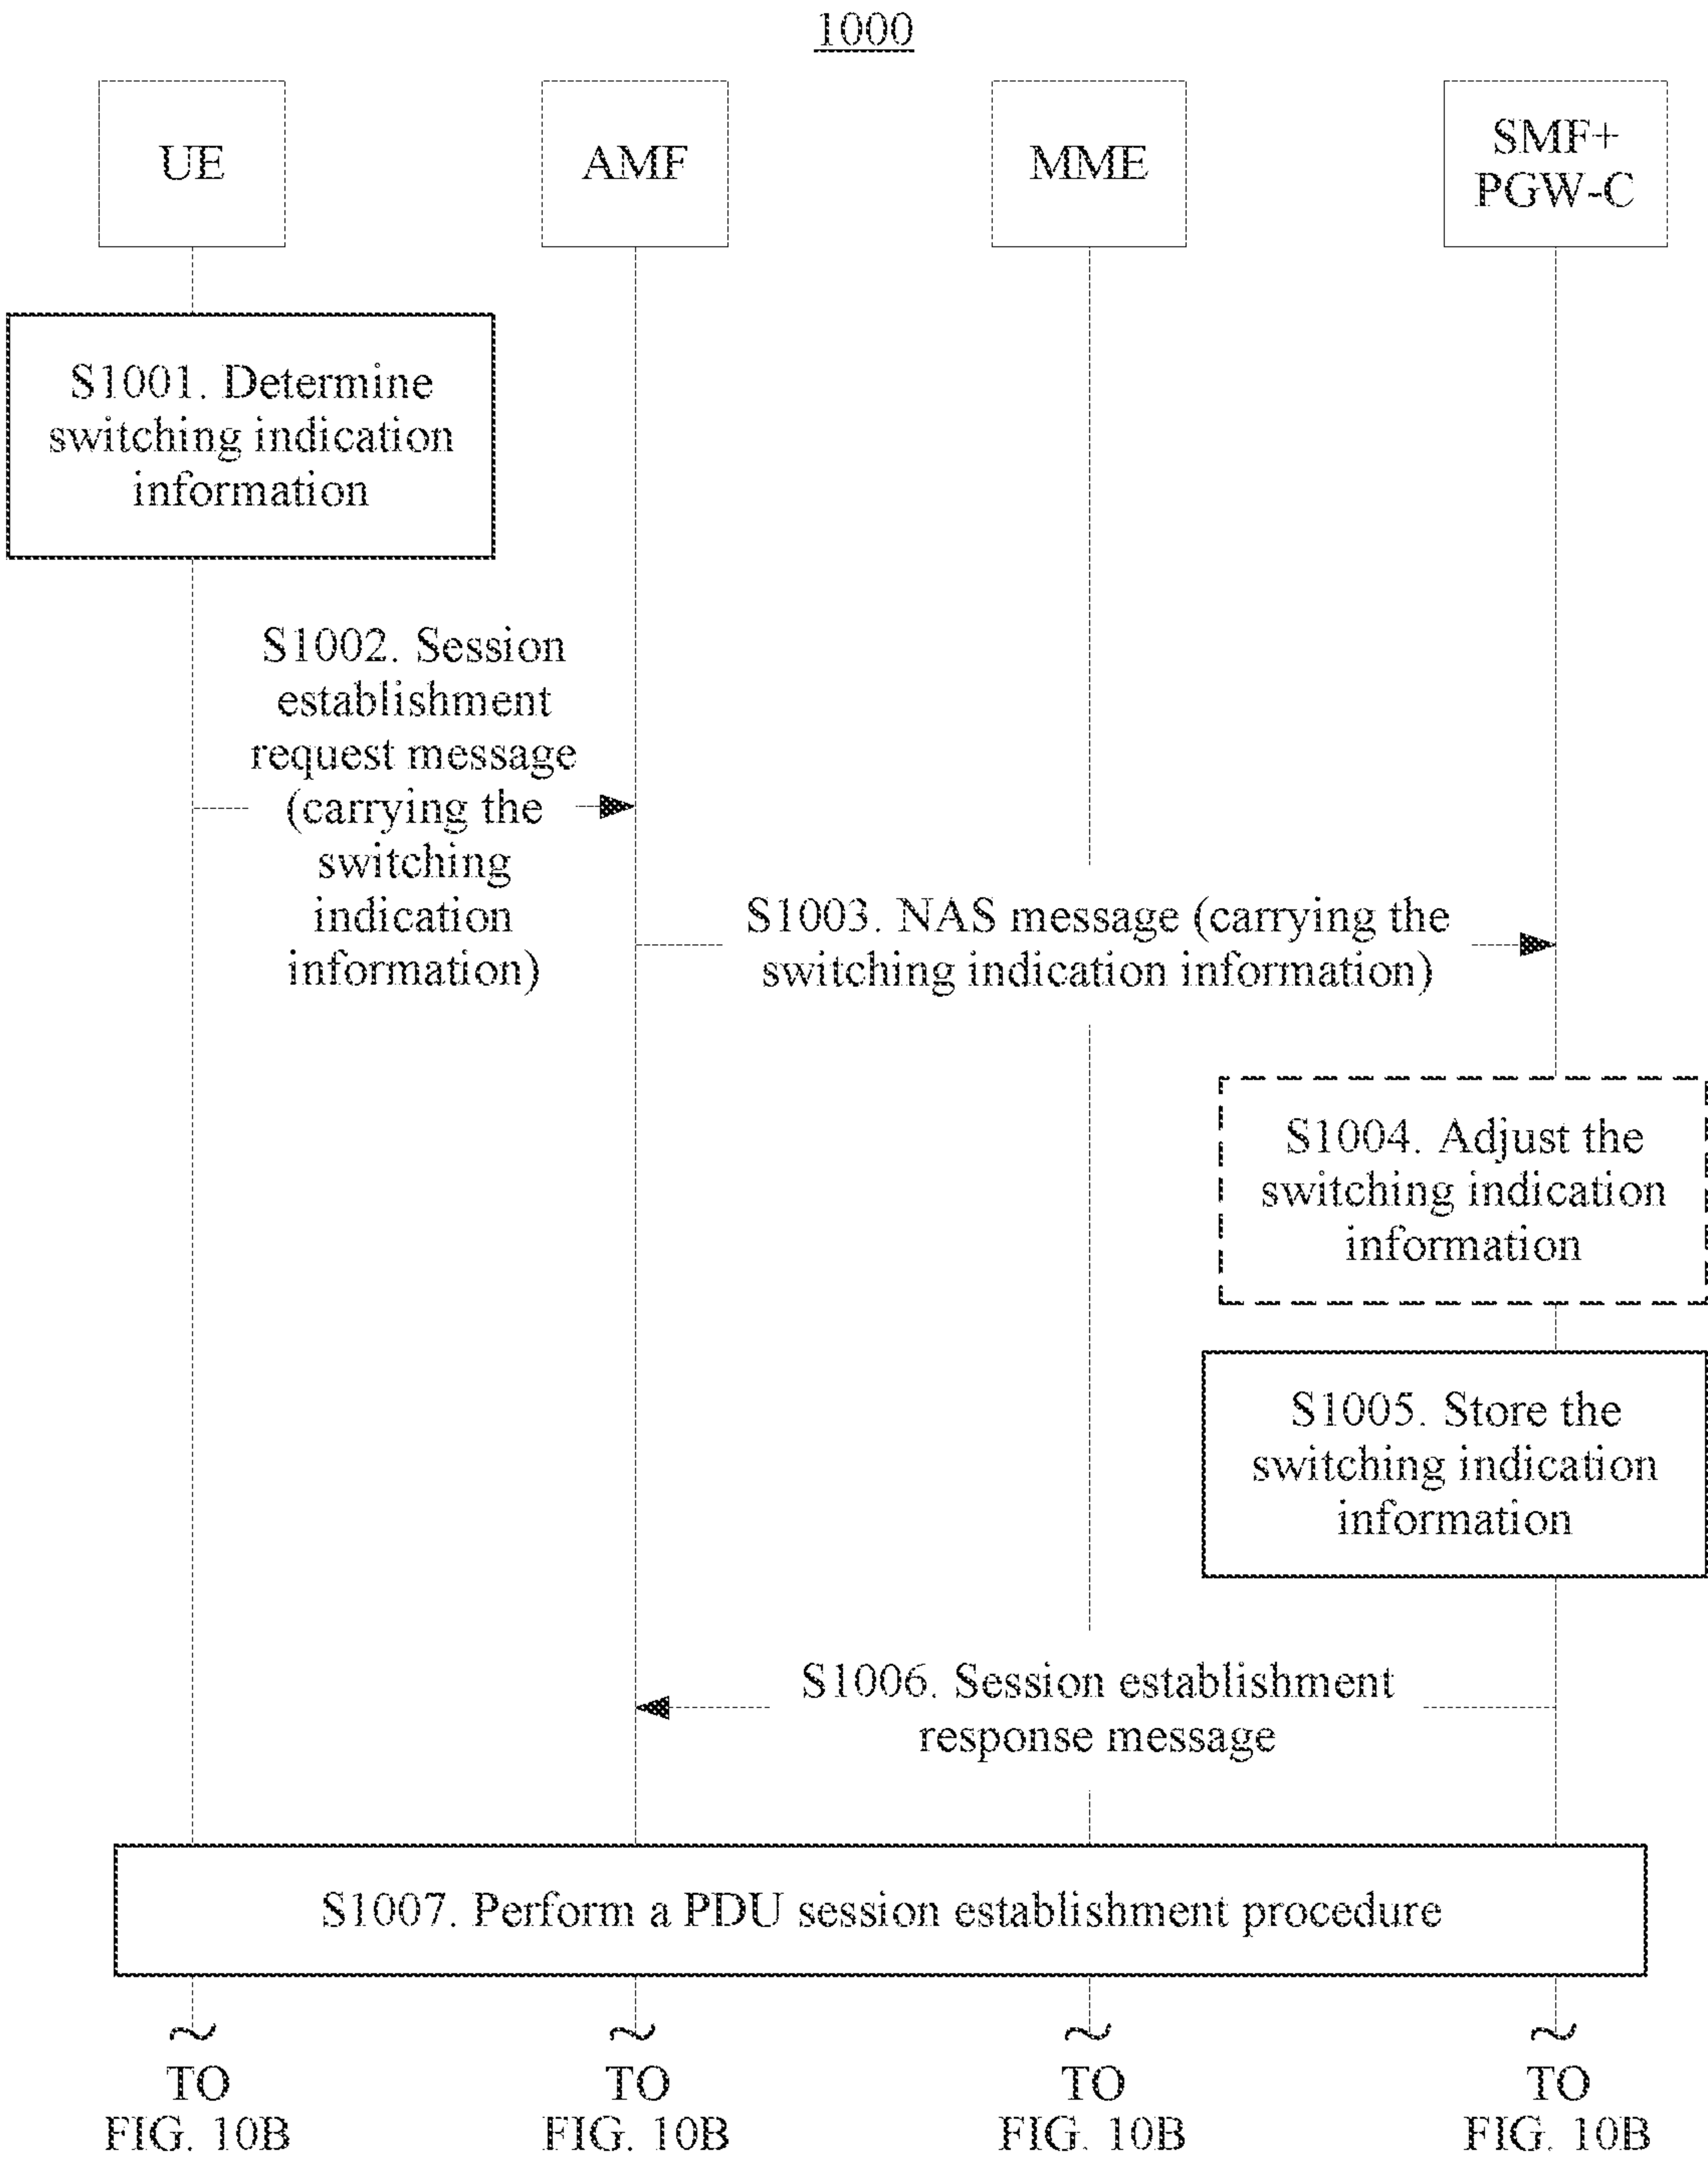 1000
UE
AMF
MME
SMF+
PGW-C
S1001. Determine
switching indication
information
S1002. Session
establishment
request message
(carrying the
switching
indication
information)
S1003. NAS message (carrying the
switching indication information)
S1004. Adjust the
switching indication
information
S1005. Store the
switching indication
information
S1006. Session establishment
response message
S1007. Perform a PDU session establishment procedure
TO
FIG. 10B
TO
FIG. 10B
TO
FIG. 10B
TO
FIG. 10B